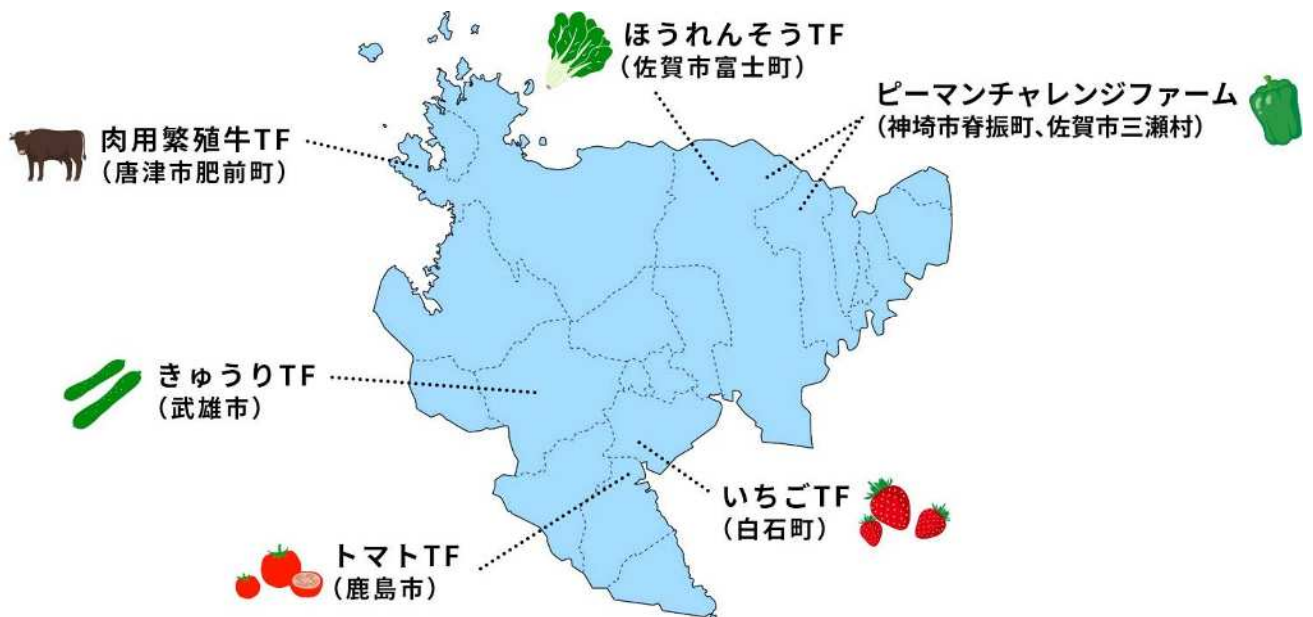 ほうれんそうTF
（佐賀市富士町）
ピーマンチャレンジファーム
（神埼市脊振町、佐賀市三瀬村）
肉用繁殖牛TF
（唐津市肥前町）
きゅうりTF
（武雄市）
いちごTF
（白石町）
トマトTF
（鹿島市）